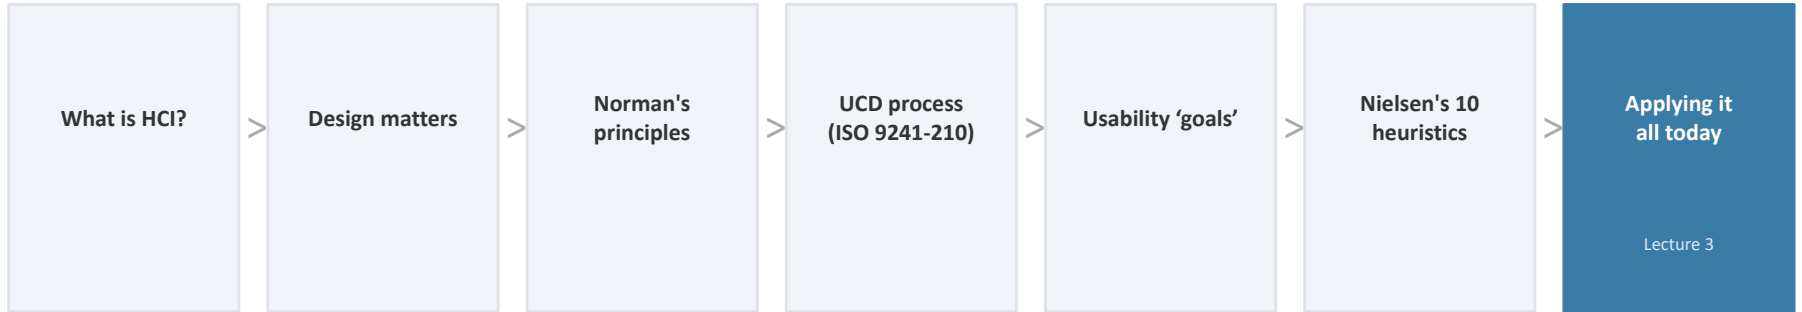 What is HCI?
>
Design matters
>
Norman's
principles
>
UCD process
(ISO 9241-210)
>
Usability ‘goals’
>
Nielsen's 10
heuristics
>
Applying it
all today
Lecture 3